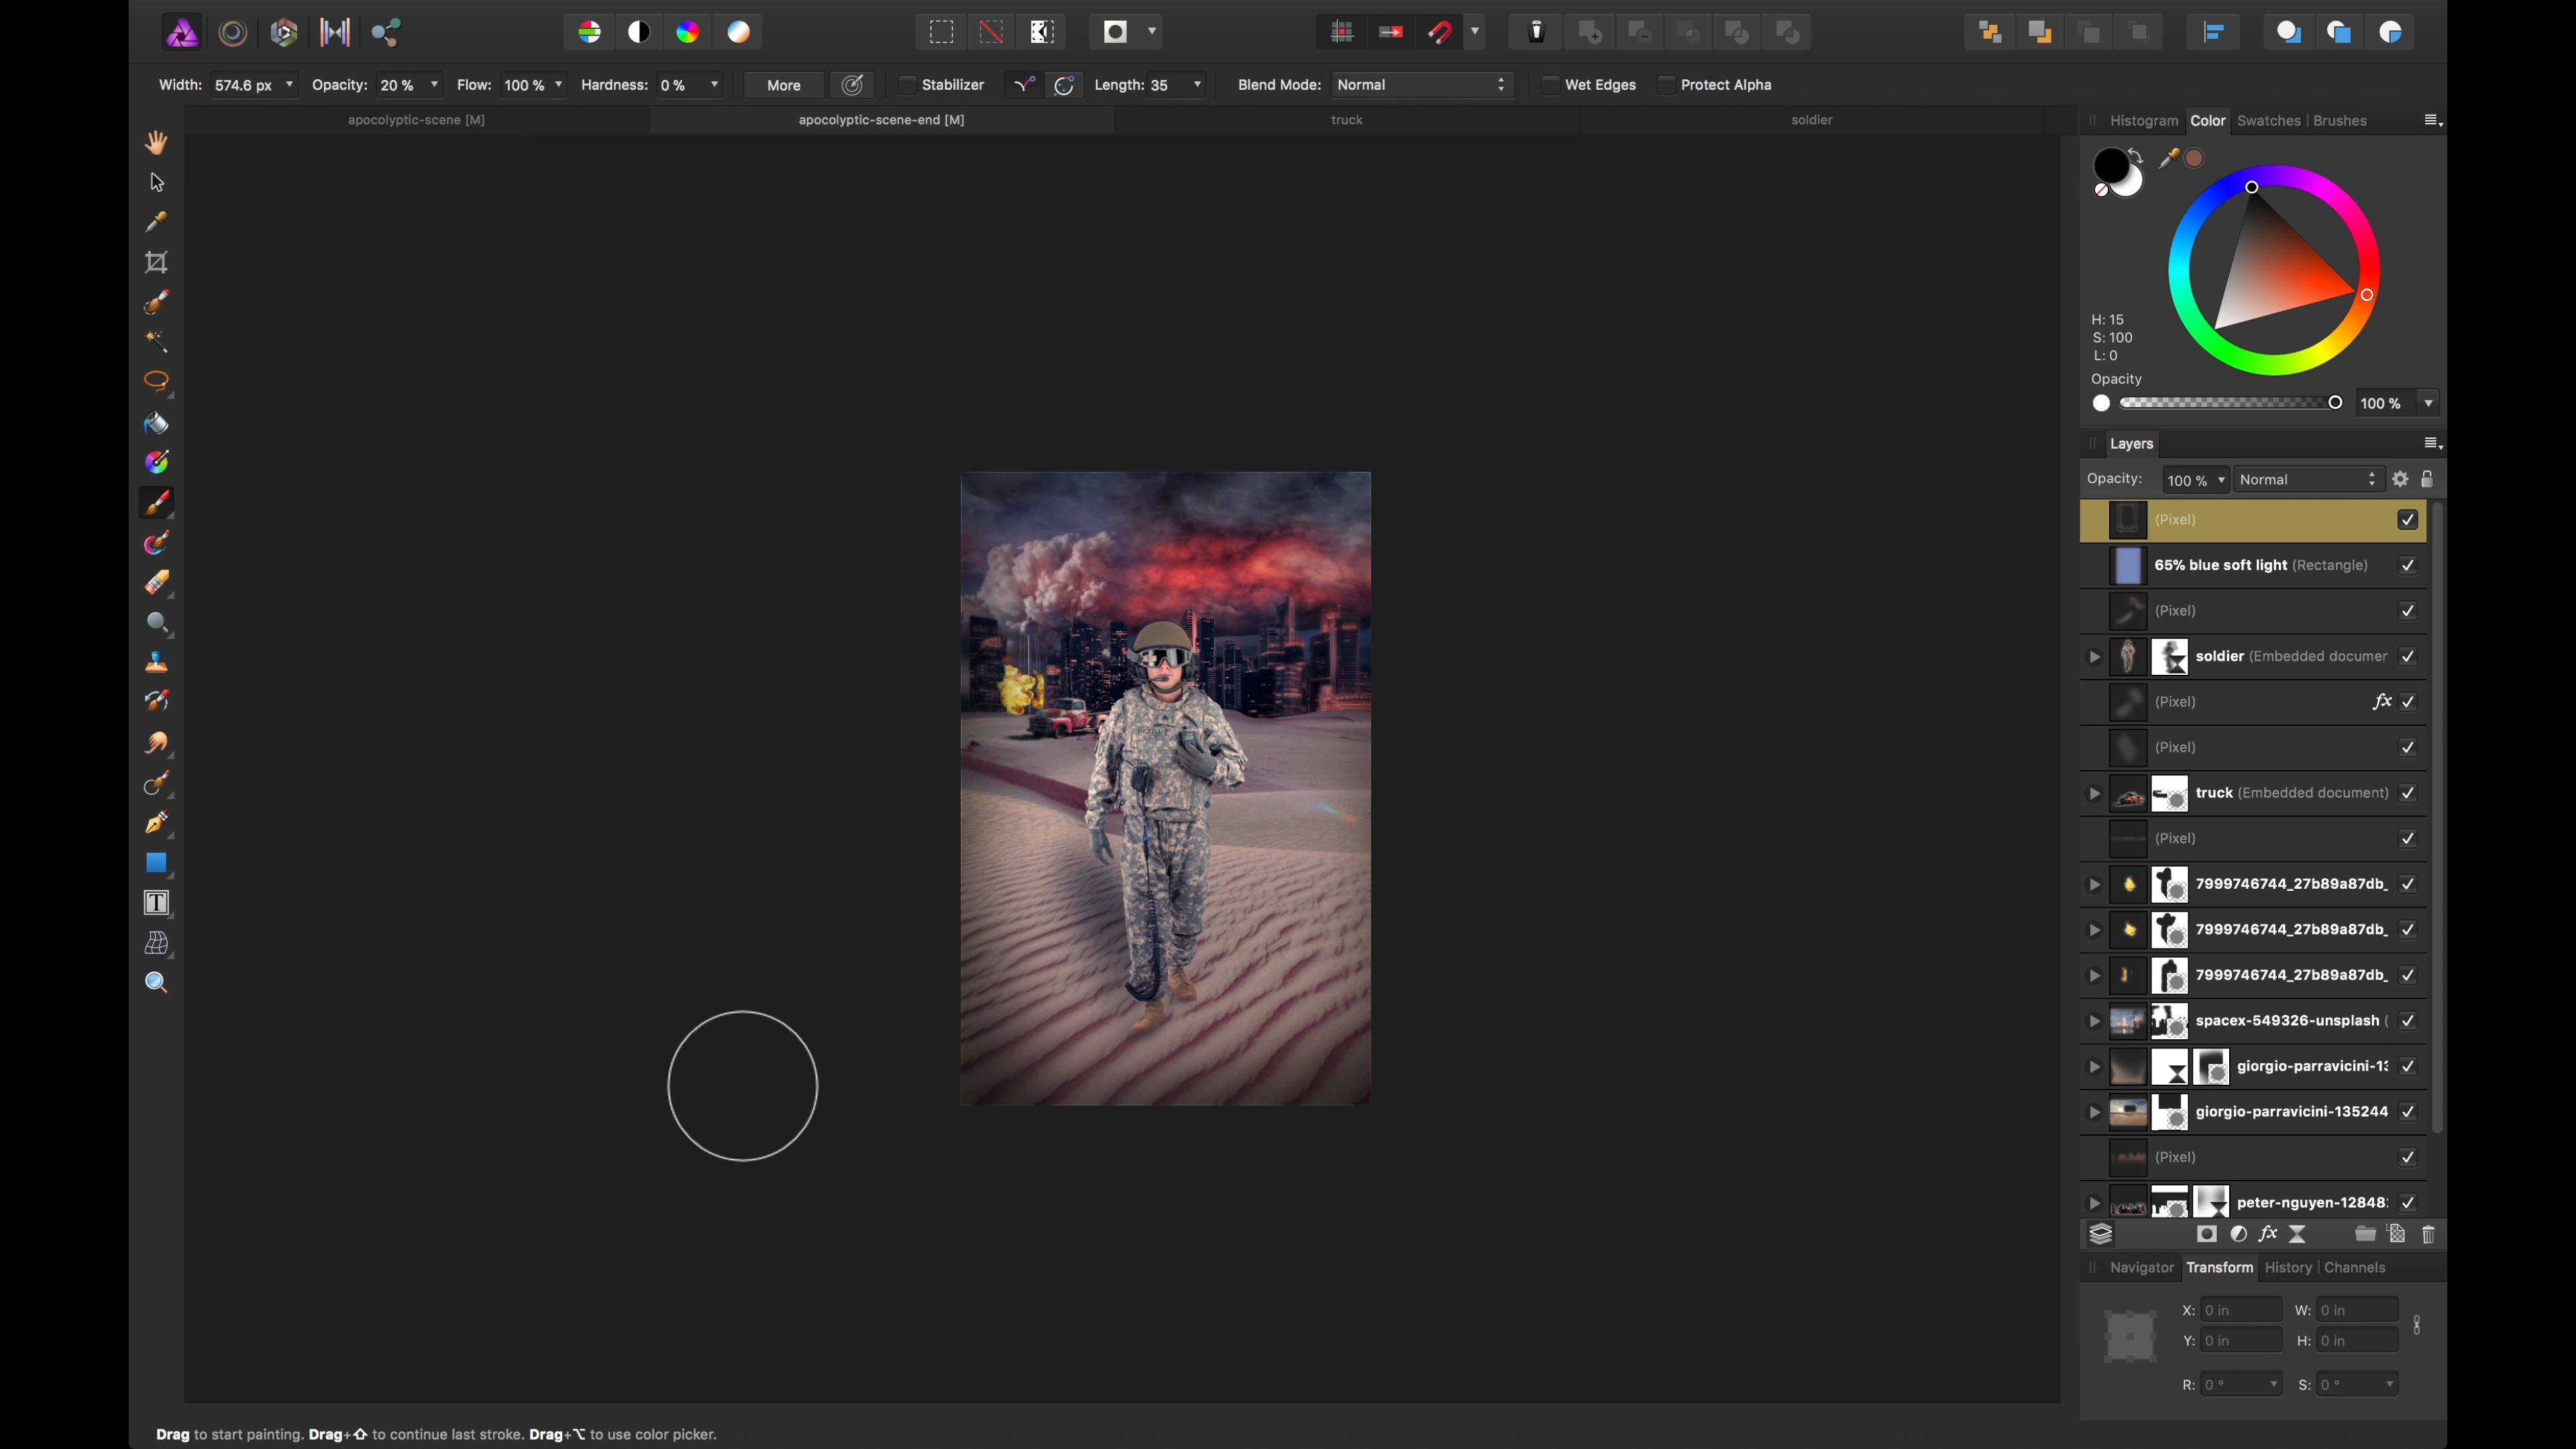 Width: 574.6 px Opacity: 20 % Flow: 100 % Hardness: 0 % More Stabilizer Length: 35 Blend Mode: Normal Wet Edges Protect Alpha
apocolyptic-scene [M] apocolyptic-scene-end [M] truck soldier
Histogram Color Swatches Brushes
H: 15
S: 100
L: 0
Opacity
100 %
Layers
Opacity: 100 % Normal
(Pixel)
65% blue soft light (Rectangle)
(Pixel)
soldier (Embedded documer
(Pixel) fx
(Pixel)
truck (Embedded document)
(Pixel)
7999746744_27b89a87db_
7999746744_27b89a87db_
7999746744_27b89a87db_
spacex-549326-unsplash (
giorgio-parravicini-13
giorgio-parravicini-135244
(Pixel)
peter-nguyen-12848
fx
Navigator Transform History Channels
X: 0 in W: 0 in
Y: 0 in H: 0 in
R: 0 ° S: 0 °
Drag to start painting. Drag+⇧ to continue last stroke. Drag+⌥ to use color picker.